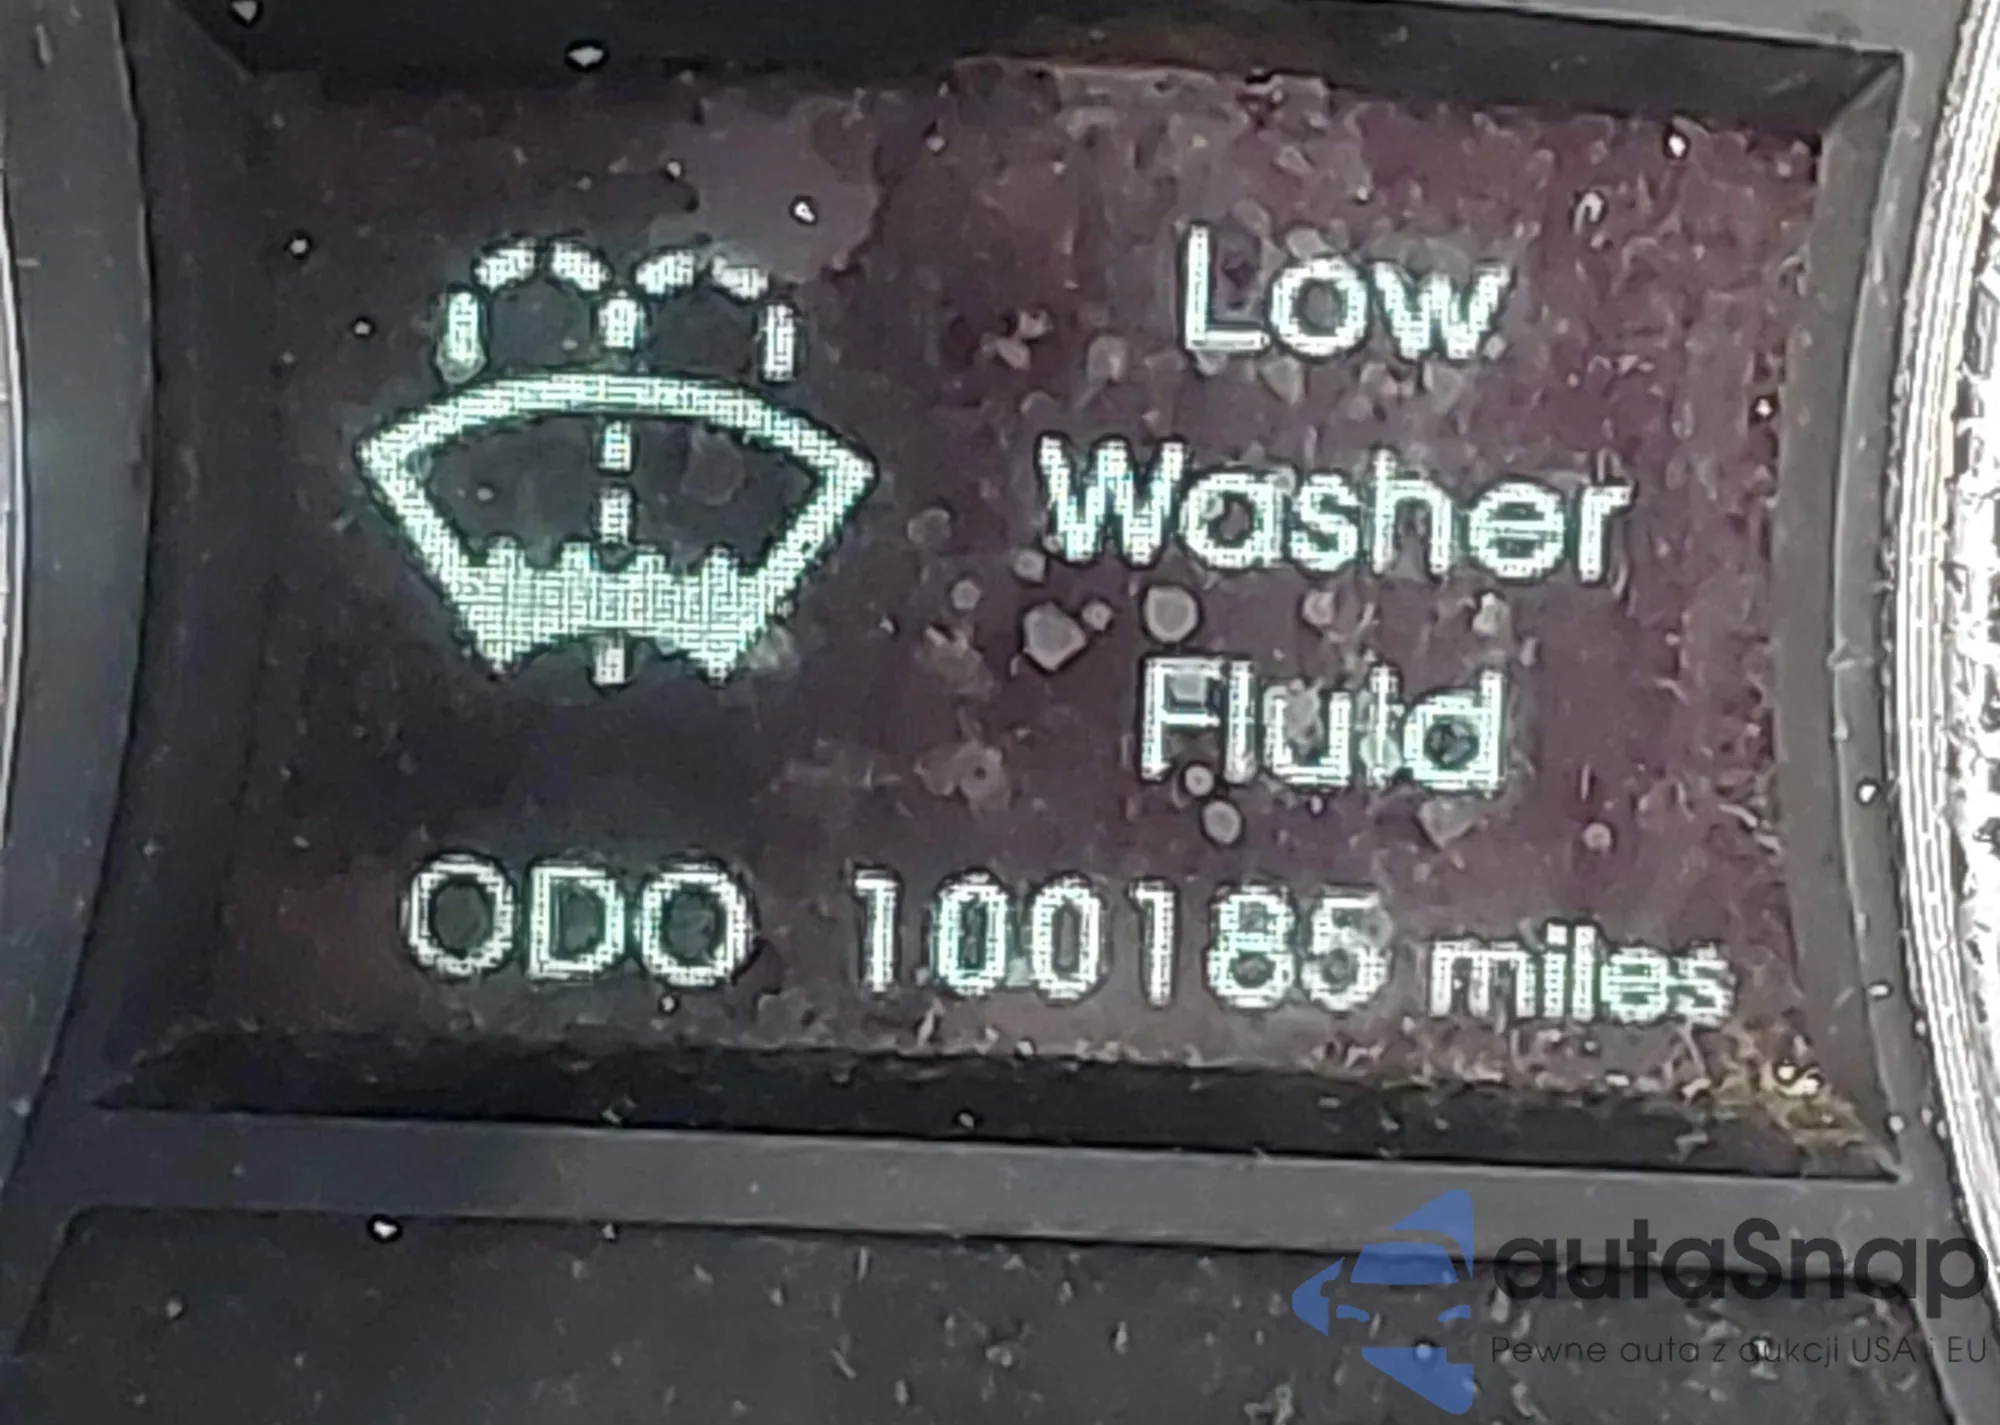 Low
Washer
Fluid
ODO 100185 miles
autaSnap
Pewne auta z aukcji USA i EU